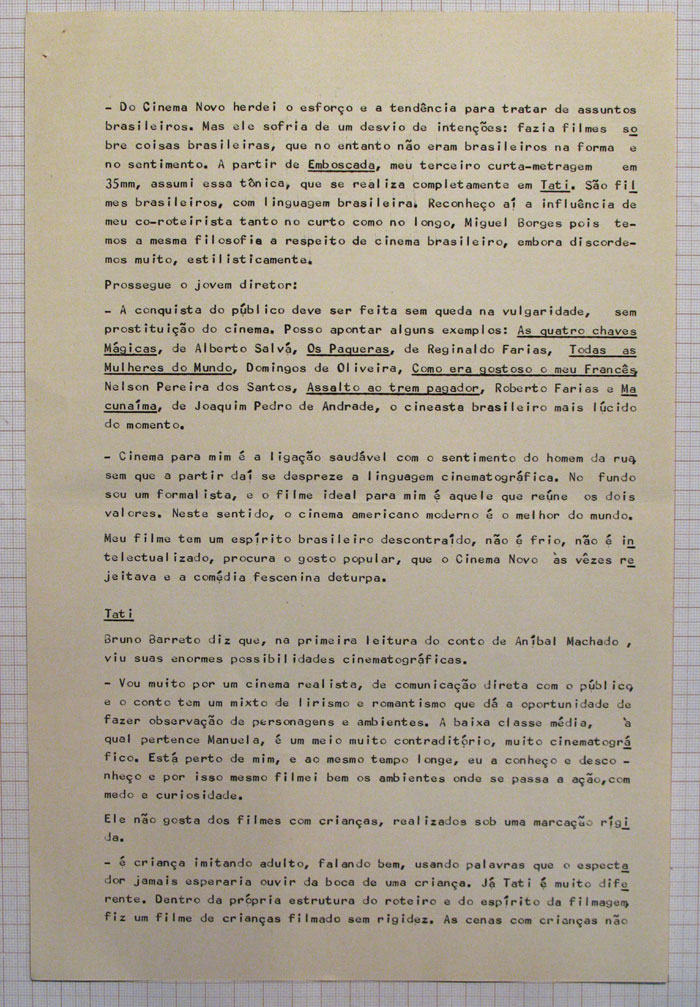 - Do Cinema Novo herdei o esforço e a tendência para tratar de assuntos
brasileiros. Mas ele sofria de um desvio de intenções: fazia filmes so
bre coisas brasileiras, que no entanto não eram brasileiros na forma e
no sentimento. A partir de Emboscada, meu terceiro curta-metragem em
35mm, assumi essa tônica, que se realiza completamente em Tati. São fil
mes brasileiros, com linguagem brasileira. Reconheço aí a influência de
meu co-roteirista tanto no curto como no longo, Miguel Borges pois te-
mos a mesma filosofia a respeito de cinema brasileiro, embora discorde-
mos muito, estilisticamente.
Prossegue o jovem diretor:
- A conquista do público deve ser feita sem queda na vulgaridade, sem
prostituição do cinema. Posso apontar alguns exemplos: As quatro chaves
Mágicas, de Alberto Salvá, Os Paqueras, de Reginaldo Farias, Todas as
Mulheres do Mundo, Domingos de Oliveira, Como era gostoso o meu Francês,
Nelson Pereira dos Santos, Assalto ao trem pagador, Roberto Farias e Ma
cunaíma, de Joaquim Pedro de Andrade, o cineasta brasileiro mais lúcido
do momento.
- Cinema para mim é a ligação saudável com o sentimento do homem da rua,
sem que a partir daí se despreze a linguagem cinematográfica. No fundo
sou um formalista, e o filme ideal para mim é aquele que reúne os dois
valores. Neste sentido, o cinema americano moderno é o melhor do mundo.
Meu filme tem um espírito brasileiro descontraído, não é frio, não é in
telectualizado, procura o gosto popular, que o Cinema Novo às vêzes re
jeitava e a comédia fescenina deturpa.
Tati
Bruno Barreto diz que, na primeira leitura do conto de Aníbal Machado ,
viu suas enormes possibilidades cinematográficas.
- Vou muito por um cinema realista, de comunicação direta com o público,
e o conto tem um mixto de lirismo e romantismo que dá a oportunidade de
fazer observação de personagens e ambientes. A baixa classe média, à
qual pertence Manuela, é um meio muito contraditório, muito cinematográ
fico. Está perto de mim, e ao mesmo tempo longe, eu a conheço e desco -
nheço e por isso mesmo filmei bem os ambientes onde se passa a ação,com
medo e curiosidade.
Ele não gosta dos filmes com crianças, realizados sob uma marcação rígi
da.
- é criança imitando adulto, falando bem, usando palavras que o especta
dor jamais esperaria ouvir da boca de uma criança. Já Tati é muito dife
rente. Dentro da própria estrutura do roteiro e do espírito da filmagem,
fiz um filme de crianças filmado sem rigidez. As cenas com crianças não